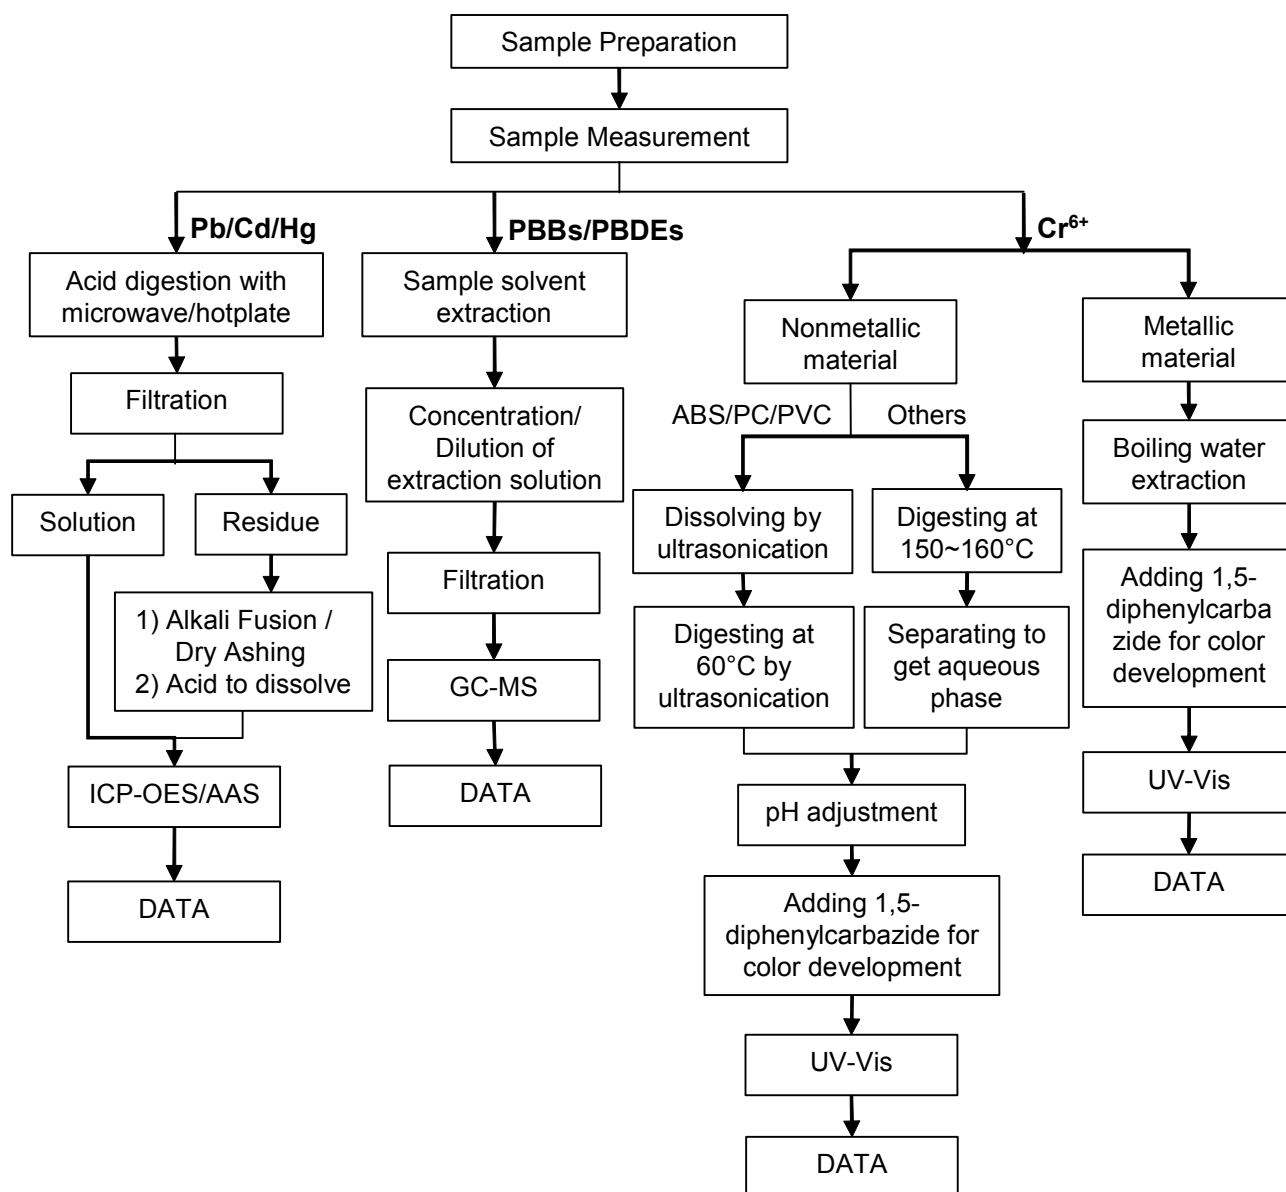 Sample Preparation
Sample Measurement
Pb/Cd/Hg
Acid digestion with
microwave/hotplate
Filtration
Solution
Residue
1) Alkali Fusion /
Dry Ashing
2) Acid to dissolve
ICP-OES/AAS
DATA
PBBs/PBDEs
Sample solvent
extraction
Concentration/
Dilution of
extraction solution
Filtration
GC-MS
DATA
Cr⁶⁺
Nonmetallic
material
ABS/PC/PVC
Others
Dissolving by
ultrasonication
Digesting at
60°C by
ultrasonication
Digesting at
150~160°C
Separating to
get aqueous
phase
pH adjustment
Adding 1,5-
diphenylcarbazide for
color development
UV-Vis
DATA
Metallic
material
Boiling water
extraction
Adding 1,5-
diphenylcarba
zide for color
development
UV-Vis
DATA